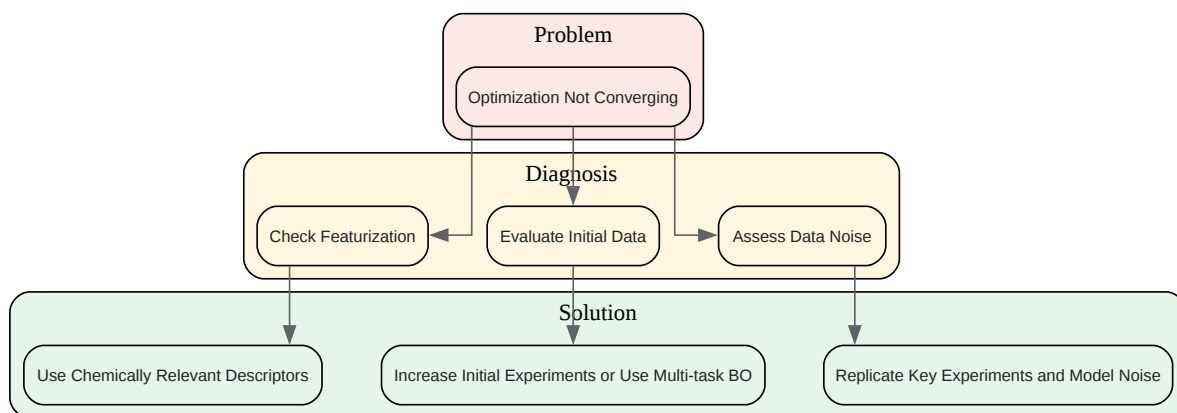 Problem
Optimization Not Converging
Diagnosis
Check Featurization
Evaluate Initial Data
Assess Data Noise
Solution
Use Chemically Relevant Descriptors
Increase Initial Experiments or Use Multi-task BO
Replicate Key Experiments and Model Noise